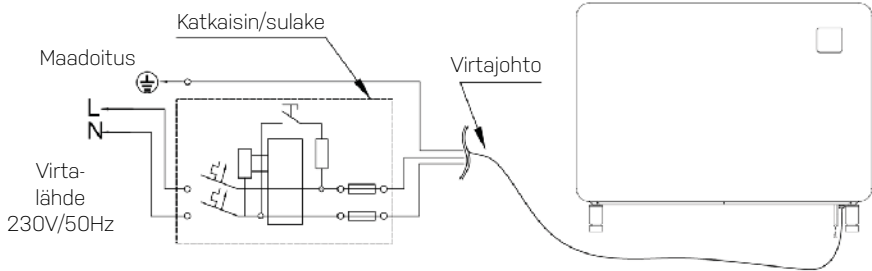 Katkaisin/sulake
Maadoitus
Virtajohto
L
N
Virta-
lähde
230V/50Hz